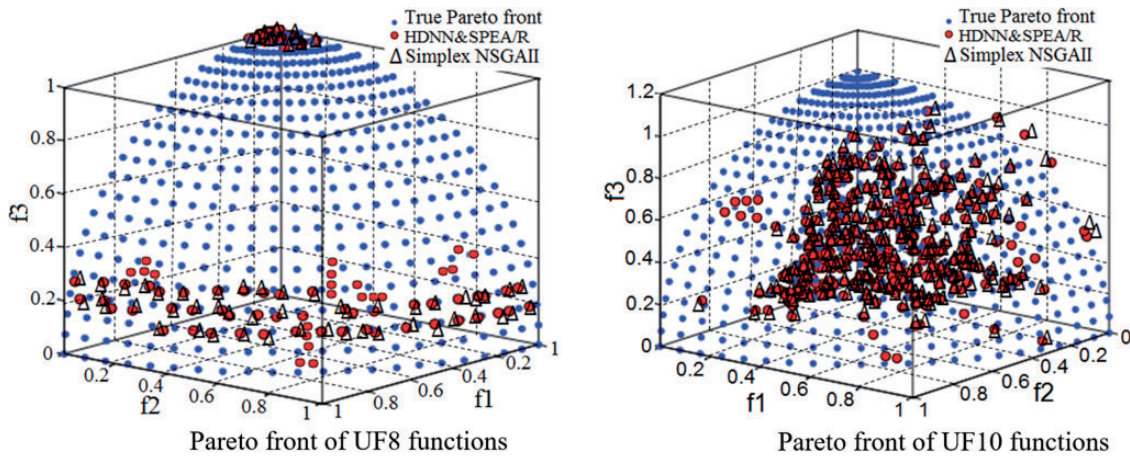 True Pareto front
HDNN&SPEA/R
Simplex NSGAII
1
0.8
0.6
0.4
0.2
0
f3
0.2
0.4
0.6
0.8
1
f2
1
0.8
0.6
0.4
0.2
1
f1
Pareto front of UF8 functions
True Pareto front
HDNN&SPEA/R
Simplex NSGAII
1.2
1
0.8
0.6
0.4
0.2
0
f3
0.2
0.4
0.6
0.8
1
f1
1
0.8
0.6
0.4
0.2
0
f2
Pareto front of UF10 functions